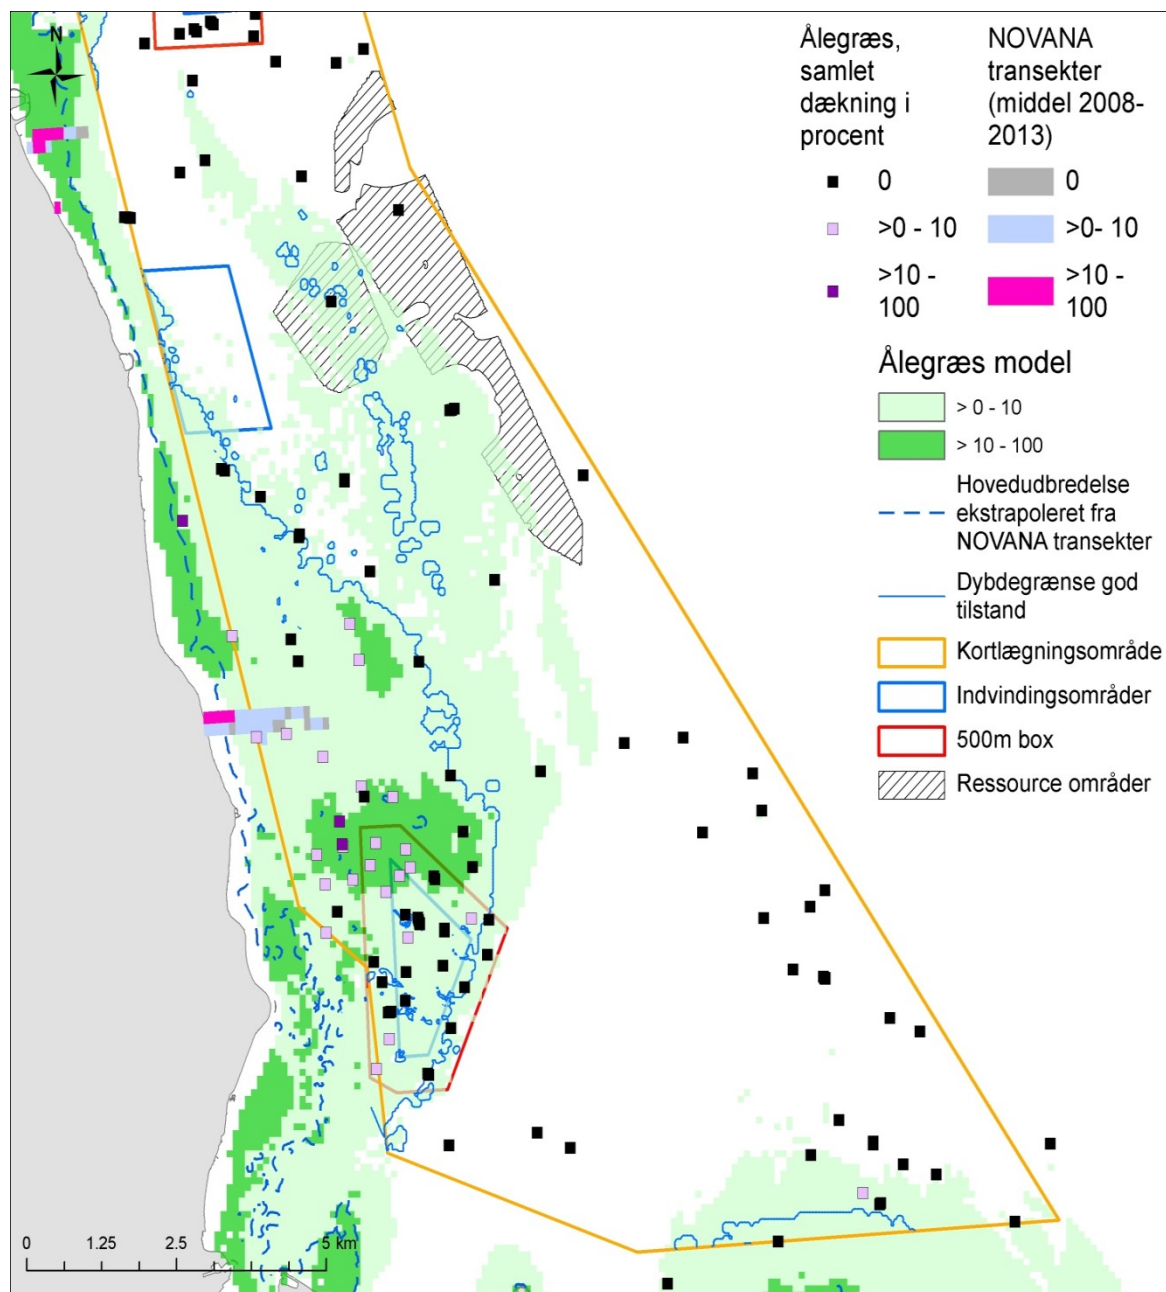 N
Ålegræs,
samlet
dækning i
procent
0
>0 - 10
>10 -
100
NOVANA
transekter
(middel 2008-
2013)
0
>0- 10
>10 -
100
Ålegræs model
> 0 - 10
> 10 - 100
Hovedudbredelse
ekstrapoleret fra
NOVANA transekter
Dybdegrænse god
tilstand
Kortlægningsområde
Indvindingsområder
500m box
Ressource områder
0 1.25 2.5 5 km